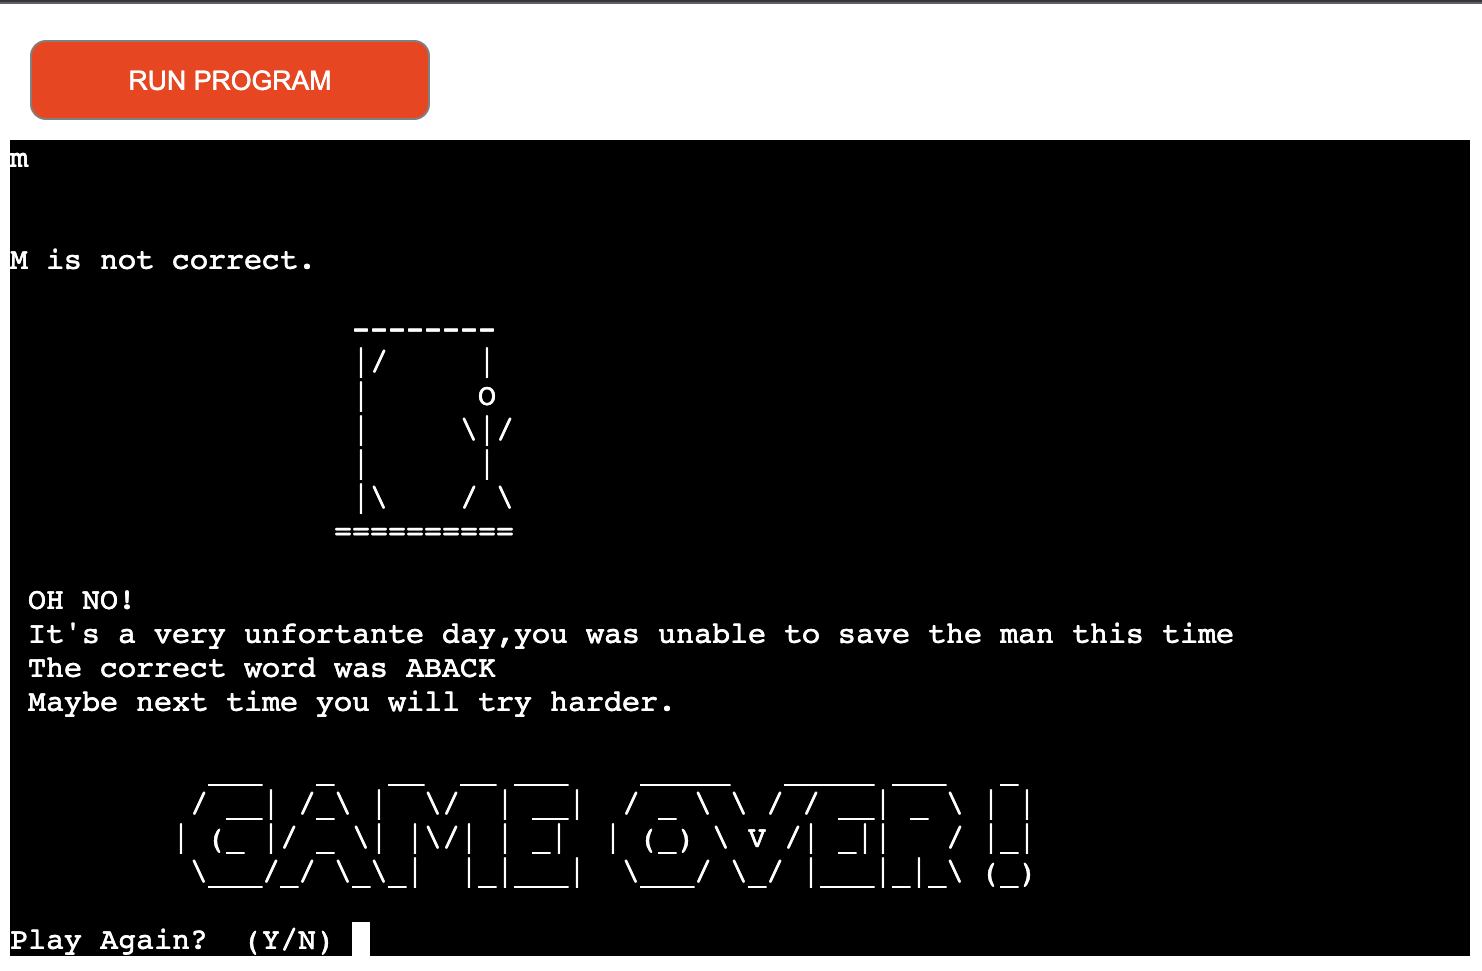 RUN PROGRAM
m
M is not correct.
--------
|/      |
|       O
|      \|/
|       |
|\     / \
==========
OH NO!
It's a very unfortante day,you was unable to save the man this time
The correct word was ABACK
Maybe next time you will try harder.
GAME OVER!
Play Again?  (Y/N)